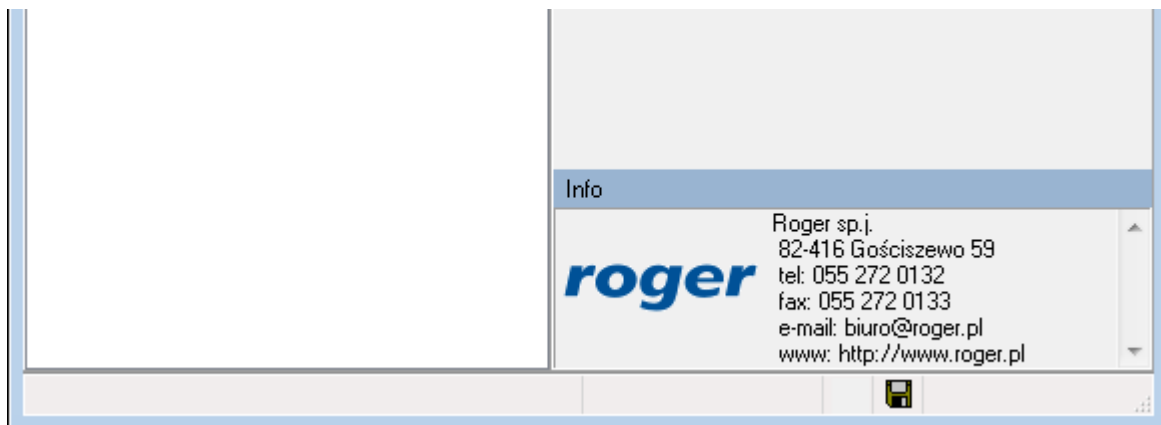 Info
roger
Roger sp.j.
82-416 Gościszewo 59
tel: 055 272 0132
fax: 055 272 0133
e-mail: biuro@roger.pl
www: http://www.roger.pl